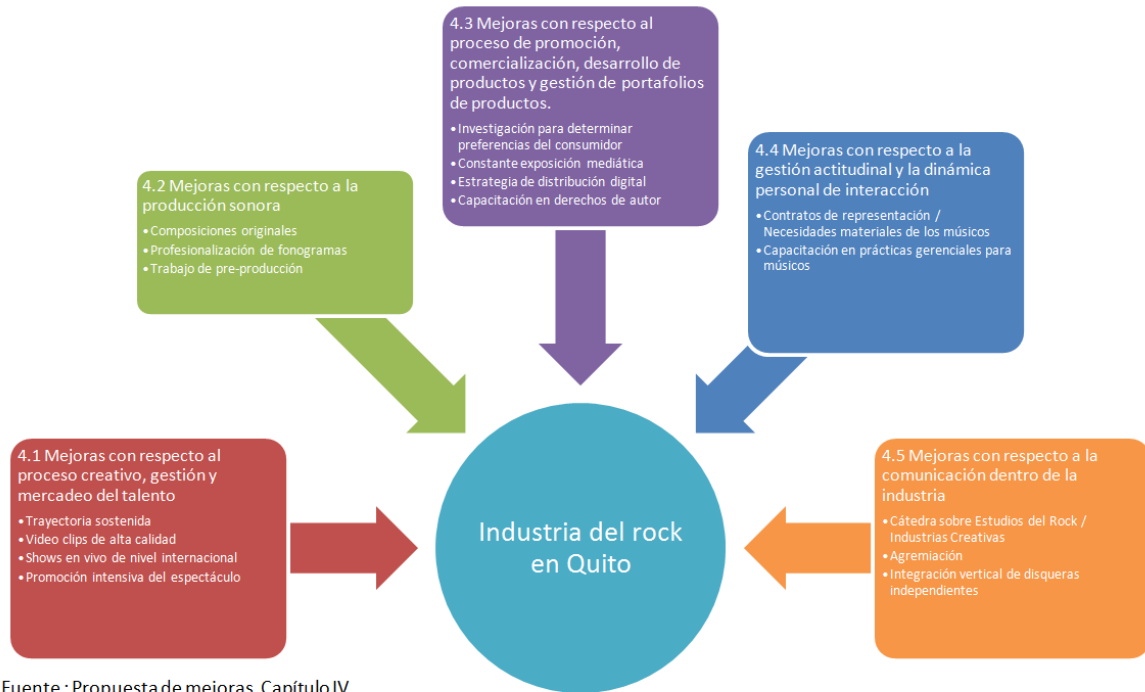 4.3 Mejoras con respecto al
proceso de promoción,
comercialización, desarrollo de
productos y gestión de portafolios
de productos.
•Investigación para determinar
preferencias del consumidor
•Constante exposición mediática
•Estrategia de distribución digital
•Capacitación en derechos de autor
4.2 Mejoras con respecto a la
producción sonora
•Composiciones originales
•Profesionalización de fonogramas
•Trabajo de pre-producción
4.4 Mejoras con respecto a la
gestión actitudinal y la dinámica
personal de interacción
•Contratos de representación /
Necesidades materiales de los músicos
•Capacitación en prácticas gerenciales para
músicos
4.1 Mejoras con respecto al
proceso creativo, gestión y
mercadeo del talento
•Trayectoria sostenida
•Video clips de alta calidad
•Shows en vivo de nivel internacional
•Promoción intensiva del espectáculo
Industria del rock
en Quito
4.5 Mejoras con respecto a la
comunicación dentro de la
industria
•Cátedra sobre Estudios del Rock /
Industrias Creativas
•Agremiación
•Integración vertical de disqueras
independientes
Fuente : Propuesta de mejoras. Capítulo IV